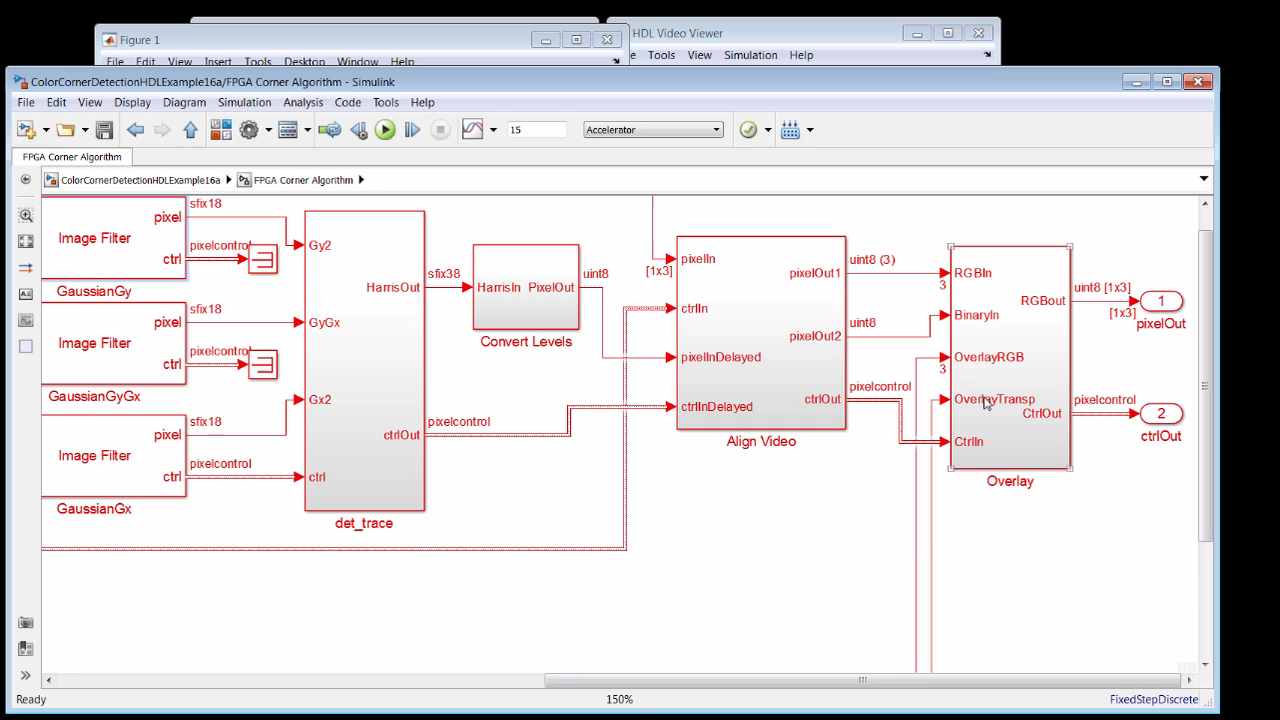 Figure 1
HDL Video Viewer
File Edit View Insert Tools Desktop Window Help
e Tools View Simulation Help
ColorCornerDetectionHDLExample16a/FPGA Corner Algorithm - Simulink
File Edit View Display Diagram Simulation Analysis Code Tools Help
15
Accelerator
FPGA Corner Algorithm
ColorCornerDetectionHDLExample16a FPGA Corner Algorithm
pixel
Image Filter
ctrl
GaussianGy
sfix18
pixelcontrol
pixel
Image Filter
ctrl
GaussianGyGx
sfix18
pixelcontrol
pixel
Image Filter
ctrl
GaussianGx
sfix18
pixelcontrol
Gy2
GyGx
Gx2
ctrl
HarrisOut
ctrlOut
det_trace
sfix38
pixelcontrol
HarrisIn PixelOut
Convert Levels
uint8
[1x3]
pixelIn
ctrlIn
pixelInDelayed
ctrlInDelayed
pixelOut1
pixelOut2
ctrlOut
Align Video
uint8 (3)
uint8
pixelcontrol
3
3
RGBIn
BinaryIn
OverlayRGB
OverlayTransp
CtrlIn
RGBout
CtrlOut
Overlay
uint8 [1x3]
[1x3]
pixelcontrol
1
pixelOut
2
ctrlOut
Ready
150%
FixedStepDiscrete